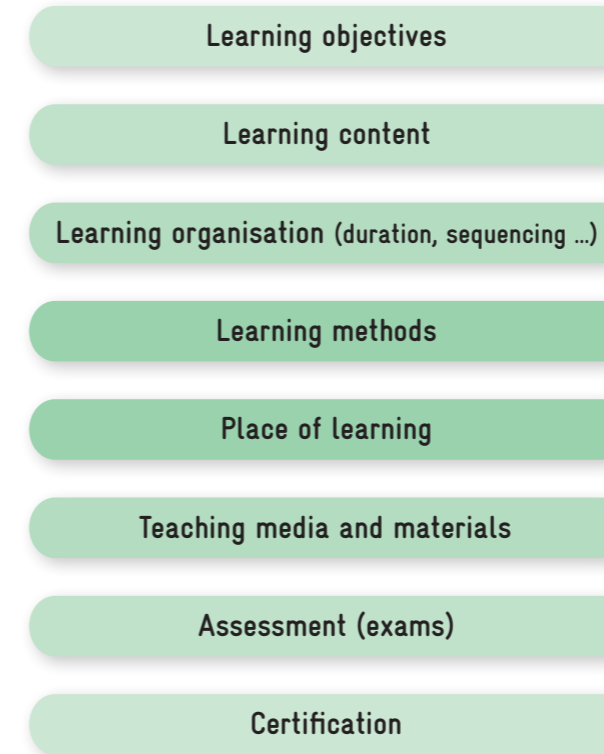 Learning objectives
Learning content
Learning organisation (duration, sequencing ...)
Learning methods
Place of learning
Teaching media and materials
Assessment (exams)
Certification